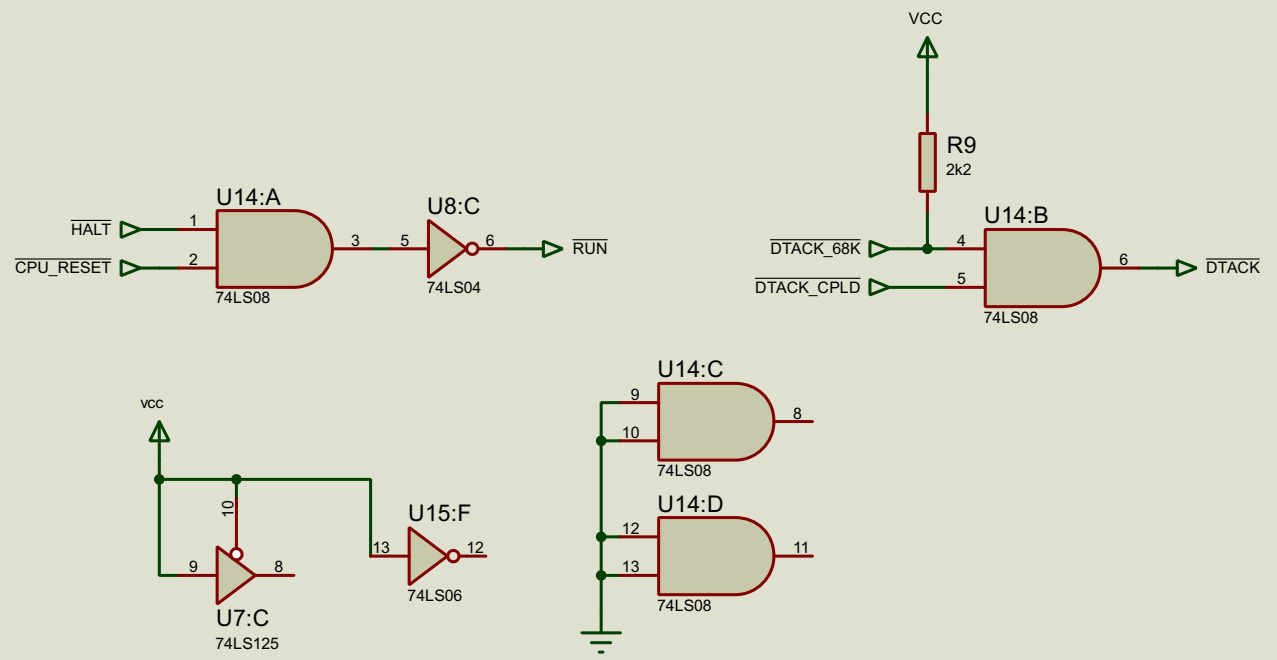 VCC
R9
2k2
U14:A
1
HALT
2
CPU_RESET
3
74LS08
U8:C
5
6
RUN
74LS04
U14:B
DTACK_68K
4
DTACK_CPLD
5
6
DTACK
74LS08
vcc
10
9
8
U7:C
74LS125
U15:F
13
12
74LS06
U14:C
9
10
8
74LS08
U14:D
12
13
11
74LS08